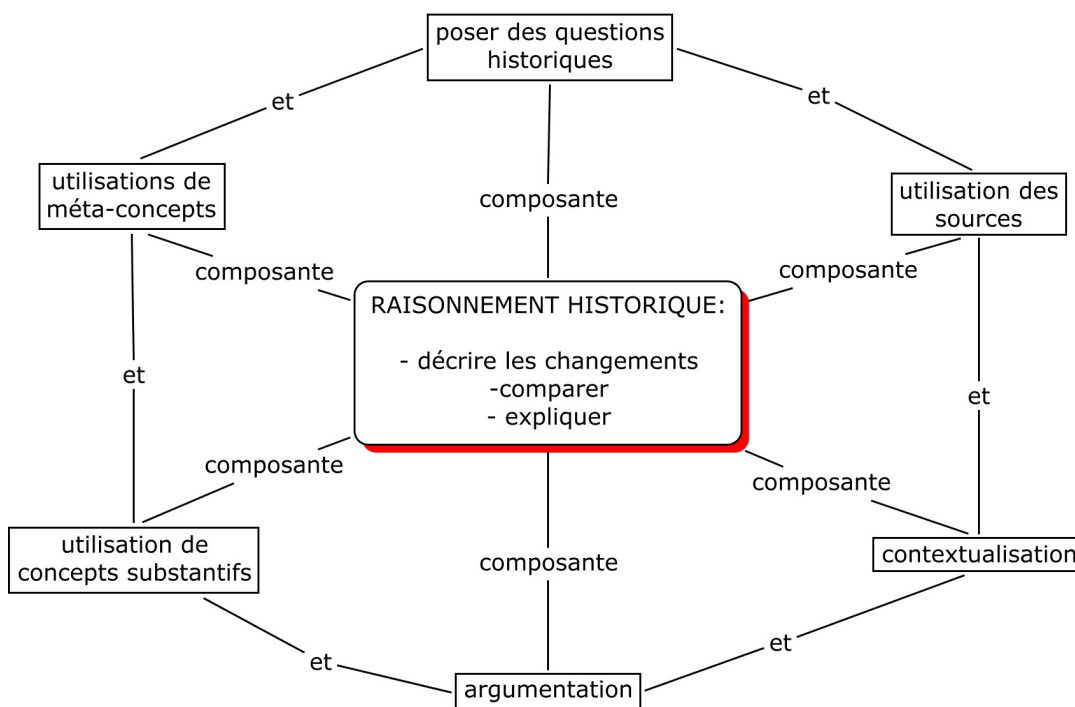 poser des questions
historiques
et
et
utilisations de
méta-concepts
composante
utilisation des
sources
composante
composante
RAISONNEMENT HISTORIQUE:
- décrire les changements
-comparer
- expliquer
et
et
composante
composante
utilisation de
concepts substantifs
composante
contextualisation
et
et
argumentation